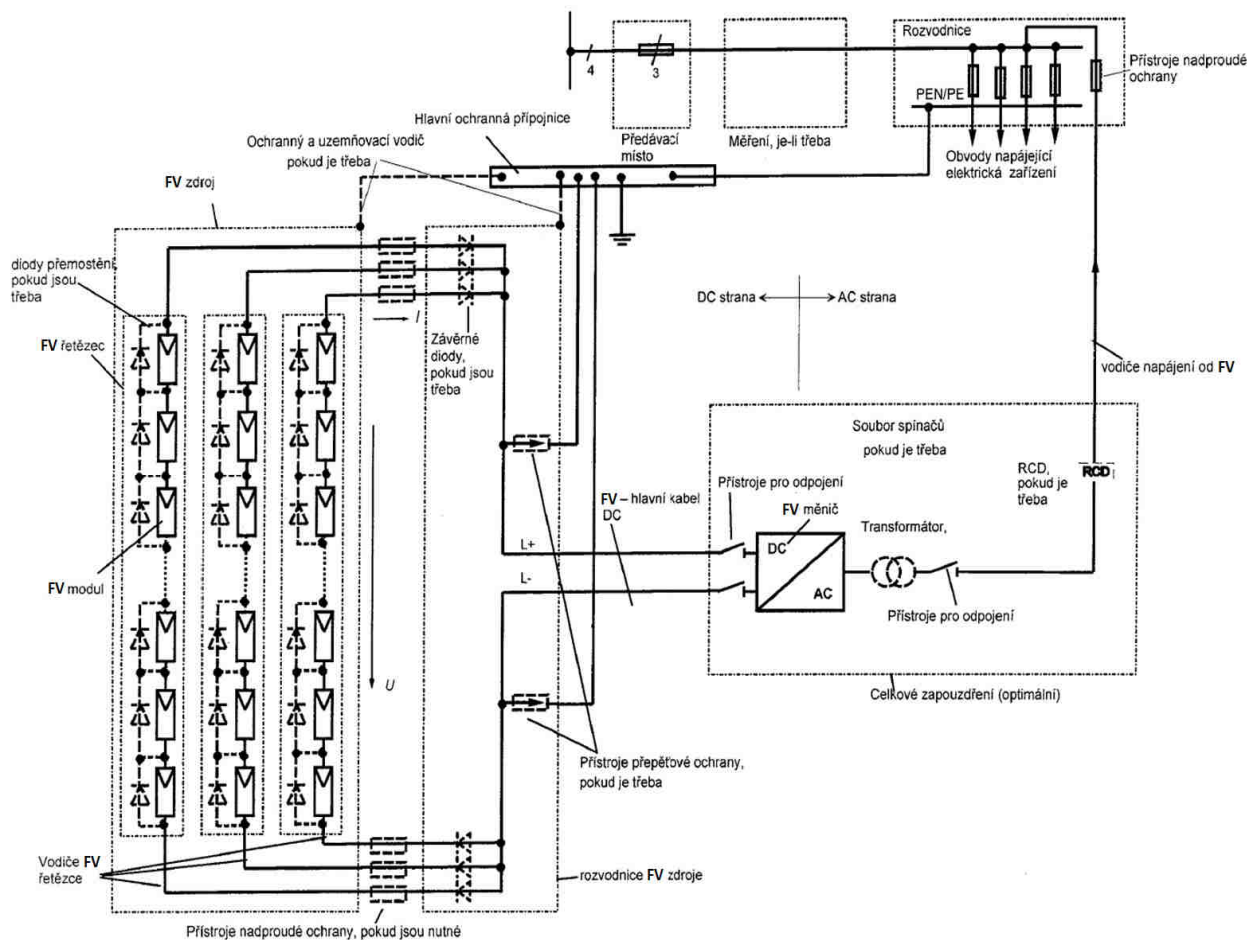 Rozvodnice
4
3
Přístroje nadproudé
ochrany
PEN/PE
Hlavní ochranná přípojnice
Předávací
místo
Měření, je-li třeba
Obvody napájející
elektrická zařízení
Ochranný a uzemňovací vodič
pokud je třeba
FV zdroj
diody přemostění,
pokud jsou
třeba
I
DC strana
AC strana
Závěrné
diody,
pokud jsou
třeba
FV řetězec
vodiče napájení od FV
Soubor spínačů
pokud je třeba
RCD,
pokud je
třeba
RCD
Přístroje pro odpojení
FV – hlavní kabel
DC
FV měnič
Transformátor,
L+
DC
L-
AC
FV modul
Přístroje pro odpojení
U
Celkové zapouzdření (optimální)
Přístroje přepěťové ochrany,
pokud je třeba
Vodiče FV
řetězce
rozvodnice FV zdroje
Přístroje nadproudé ochrany, pokud jsou nutné